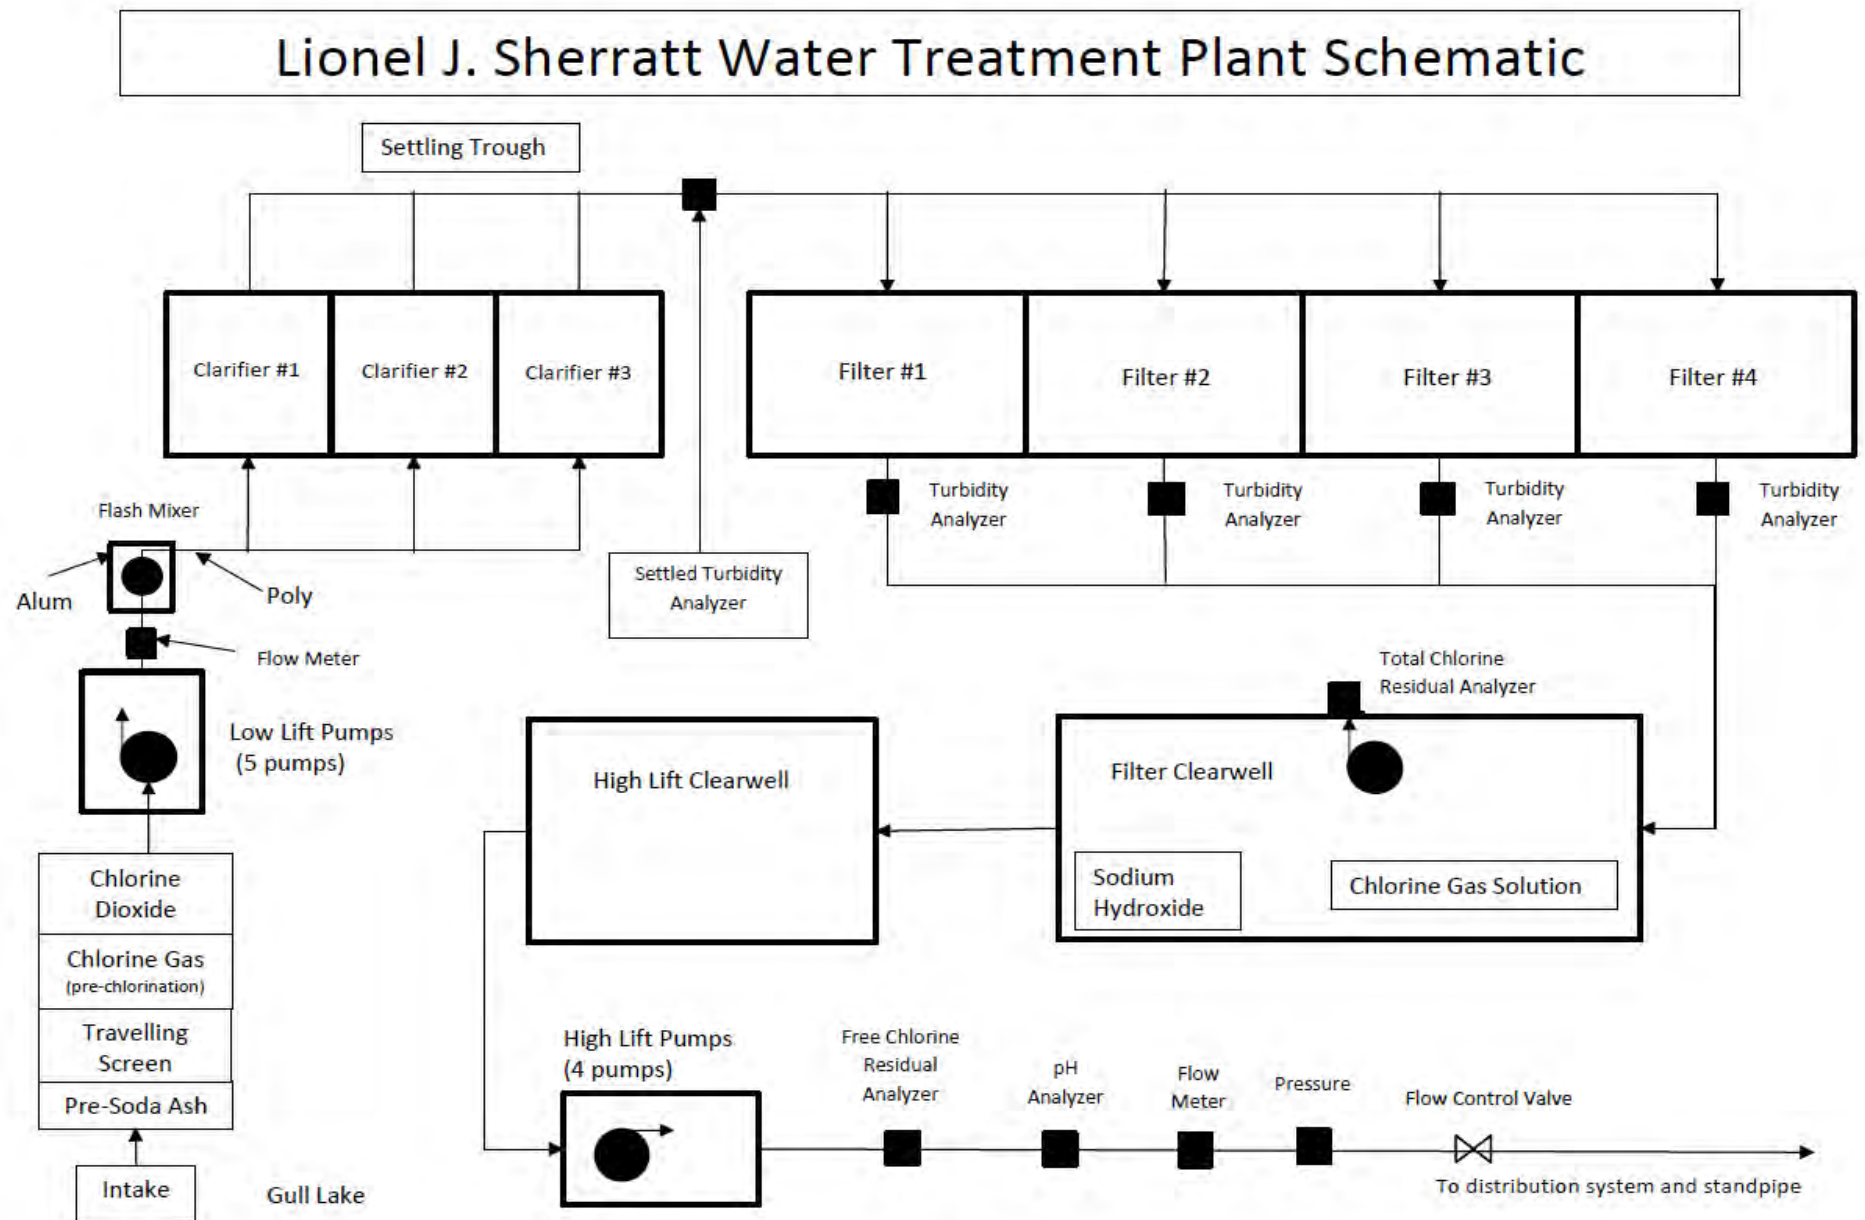 Lionel J. Sherratt Water Treatment Plant Schematic
Settling Trough
Clarifier #1
Clarifier #2
Clarifier #3
Filter #1
Filter #2
Filter #3
Filter #4
Turbidity
Analyzer
Turbidity
Analyzer
Turbidity
Analyzer
Turbidity
Analyzer
Flash Mixer
Alum
Poly
Settled Turbidity
Analyzer
Flow Meter
Low Lift Pumps
(5 pumps)
Total Chlorine
Residual Analyzer
High Lift Clearwell
Filter Clearwell
Sodium
Hydroxide
Chlorine Gas Solution
Chlorine
Dioxide
Chlorine Gas
(pre-chlorination)
Travelling
Screen
Pre-Soda Ash
Intake
Gull Lake
High Lift Pumps
(4 pumps)
Free Chlorine
Residual
Analyzer
pH
Analyzer
Flow
Meter
Pressure
Flow Control Valve
To distribution system and standpipe